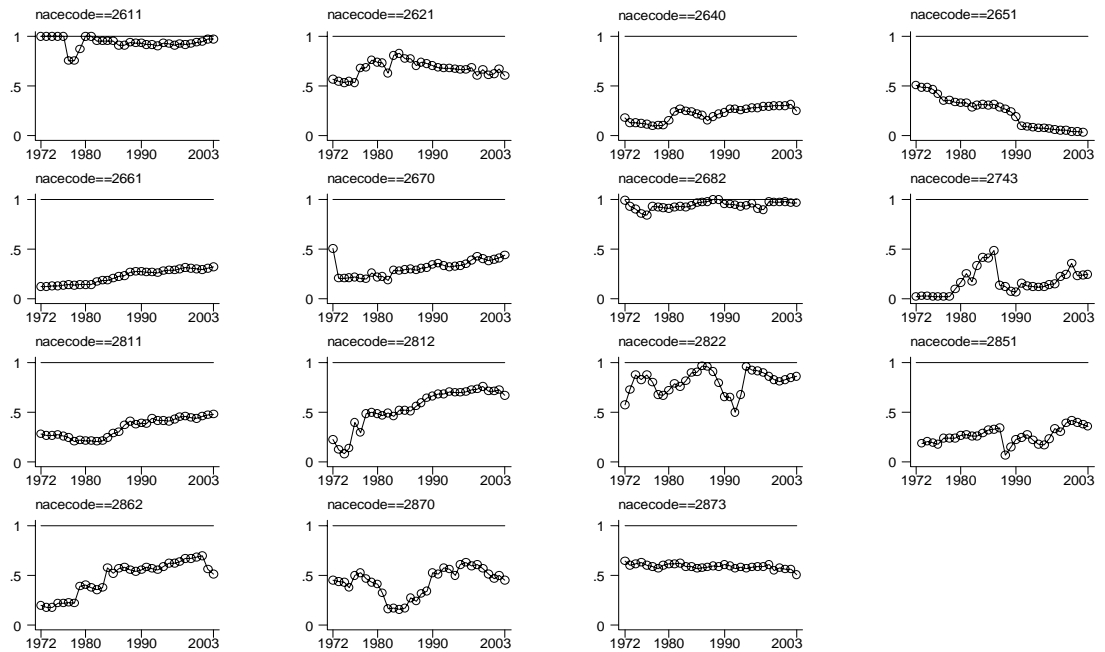 nacecode==2611
1
.5
0
1972 1980 1990 2003
nacecode==2621
1
.5
0
1972 1980 1990 2003
nacecode==2640
1
.5
0
1972 1980 1990 2003
nacecode==2651
1
.5
0
1972 1980 1990 2003
nacecode==2661
1
.5
0
1972 1980 1990 2003
nacecode==2670
1
.5
0
1972 1980 1990 2003
nacecode==2682
1
.5
0
1972 1980 1990 2003
nacecode==2743
1
.5
0
1972 1980 1990 2003
nacecode==2811
1
.5
0
1972 1980 1990 2003
nacecode==2812
1
.5
0
1972 1980 1990 2003
nacecode==2822
1
.5
0
1972 1980 1990 2003
nacecode==2851
1
.5
0
1972 1980 1990 2003
nacecode==2862
1
.5
0
1972 1980 1990 2003
nacecode==2870
1
.5
0
1972 1980 1990 2003
nacecode==2873
1
.5
0
1972 1980 1990 2003